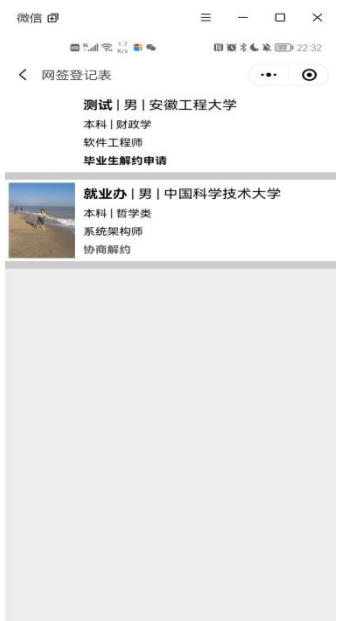 微信
22:32
网签登记表
测试 | 男 | 安徽工程大学
本科 | 财政学
软件工程师
毕业生解约申请
就业办 | 男 | 中国科学技术大学
本科 | 哲学类
系统架构师
协商解约